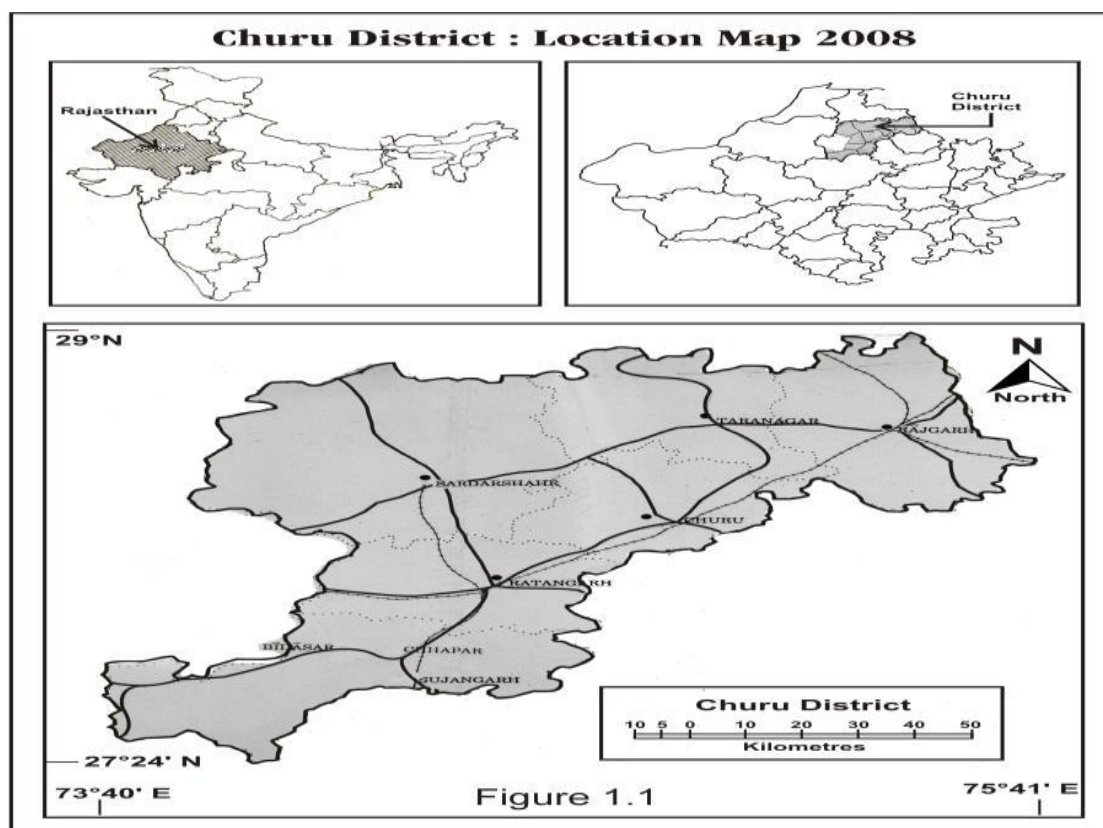 Churu District : Location Map 2008
Rajasthan
Churu
District
29°N
N
North
TARANAGAR
RAJGARH
SARDARSHAHR
CHURU
RATANGARH
BIDASAR
CHHAPAR
SUJANGARH
Churu District
10 5 0 10 20 30 40 50
Kilometres
27°24' N
73°40' E
Figure 1.1
75°41' E